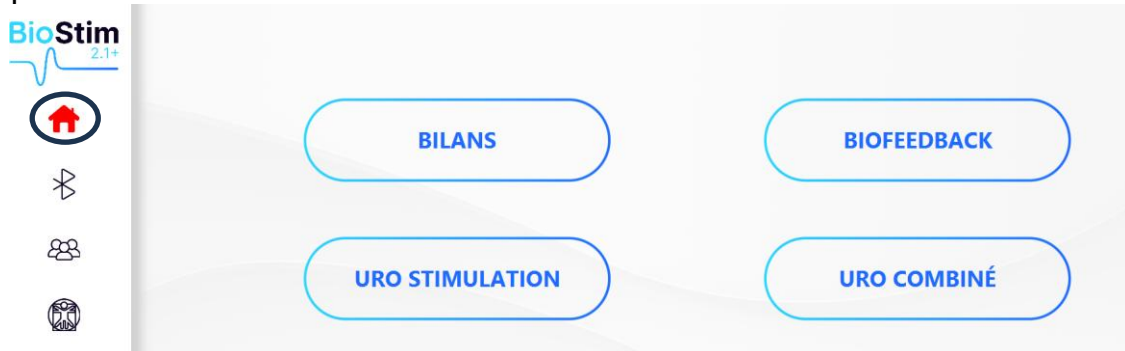 BioStim
2.1+
BILANS
BIOFEEDBACK
URO STIMULATION
URO COMBINÉ